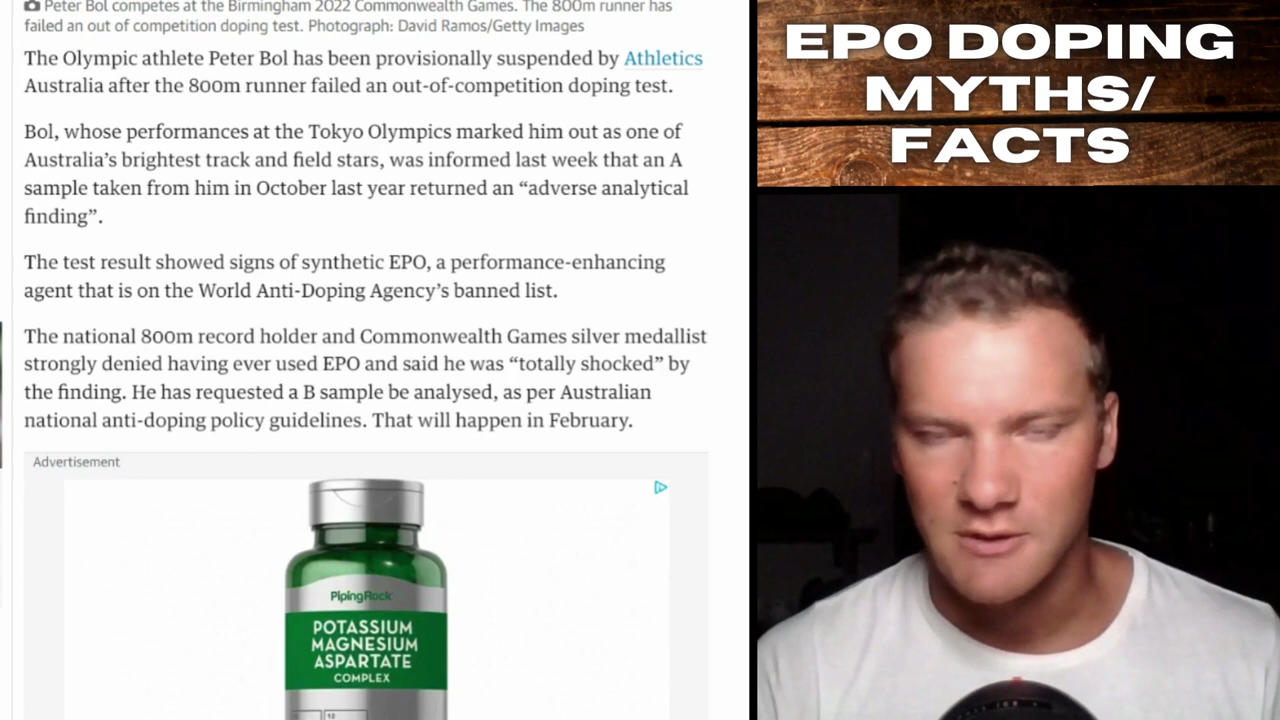 Peter Bol competes at the Birmingham 2022 Commonwealth Games. The 800m runner has
failed an out of competition doping test. Photograph: David Ramos/Getty Images
The Olympic athlete Peter Bol has been provisionally suspended by Athletics
Australia after the 800m runner failed an out-of-competition doping test.
Bol, whose performances at the Tokyo Olympics marked him out as one of
Australia’s brightest track and field stars, was informed last week that an A
sample taken from him in October last year returned an “adverse analytical
finding”.
The test result showed signs of synthetic EPO, a performance-enhancing
agent that is on the World Anti-Doping Agency’s banned list.
The national 800m record holder and Commonwealth Games silver medallist
strongly denied having ever used EPO and said he was “totally shocked” by
the finding. He has requested a B sample be analysed, as per Australian
national anti-doping policy guidelines. That will happen in February.
Advertisement
PipingRock
POTASSIUM
MAGNESIUM
ASPARTATE
COMPLEX
EPO DOPING
MYTHS/
FACTS